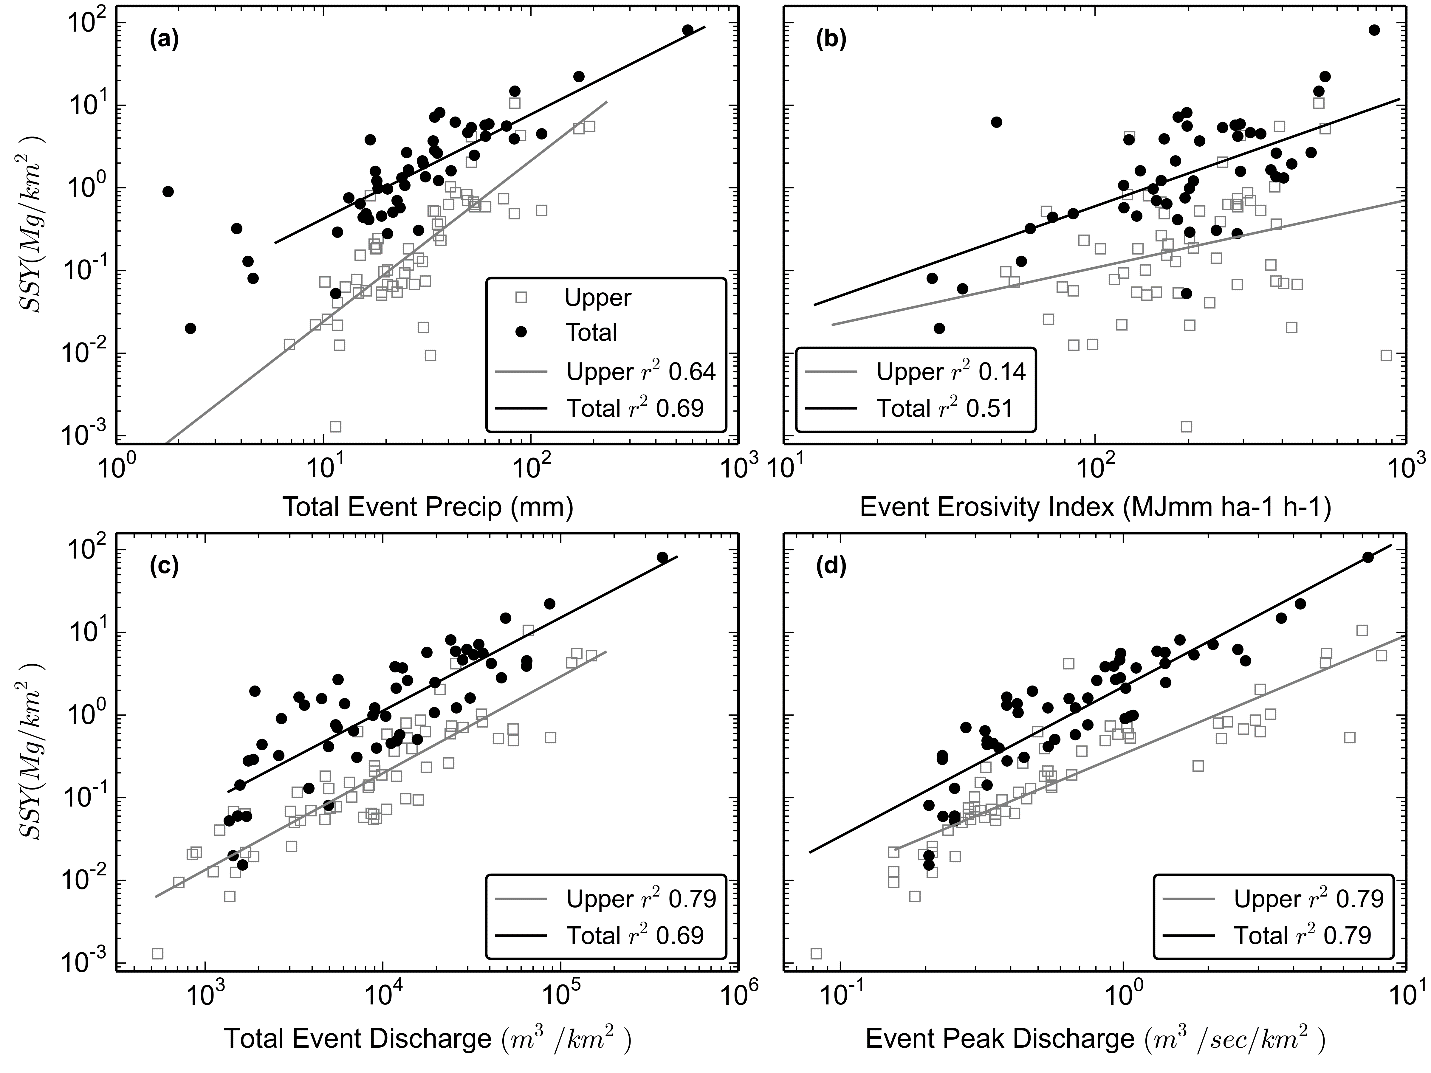 (a)
10²
10¹
10⁰
10⁻¹
10⁻²
10⁻³
SSY(Mg/km²)
Upper
Total
Upper r² 0.64
Total r² 0.69
10⁰ 10¹ 10² 10³
Total Event Precip (mm)
(b)
Upper r² 0.14
Total r² 0.51
10¹ 10² 10³
Event Erosivity Index (MJmm ha-1 h-1)
(c)
10²
10¹
10⁰
10⁻¹
10⁻²
10⁻³
SSY(Mg/km²)
Upper r² 0.79
Total r² 0.69
10³ 10⁴ 10⁵ 10⁶
Total Event Discharge (m³/km²)
(d)
Upper r² 0.79
Total r² 0.79
10⁻¹ 10⁰ 10¹
Event Peak Discharge (m³/sec/km²)